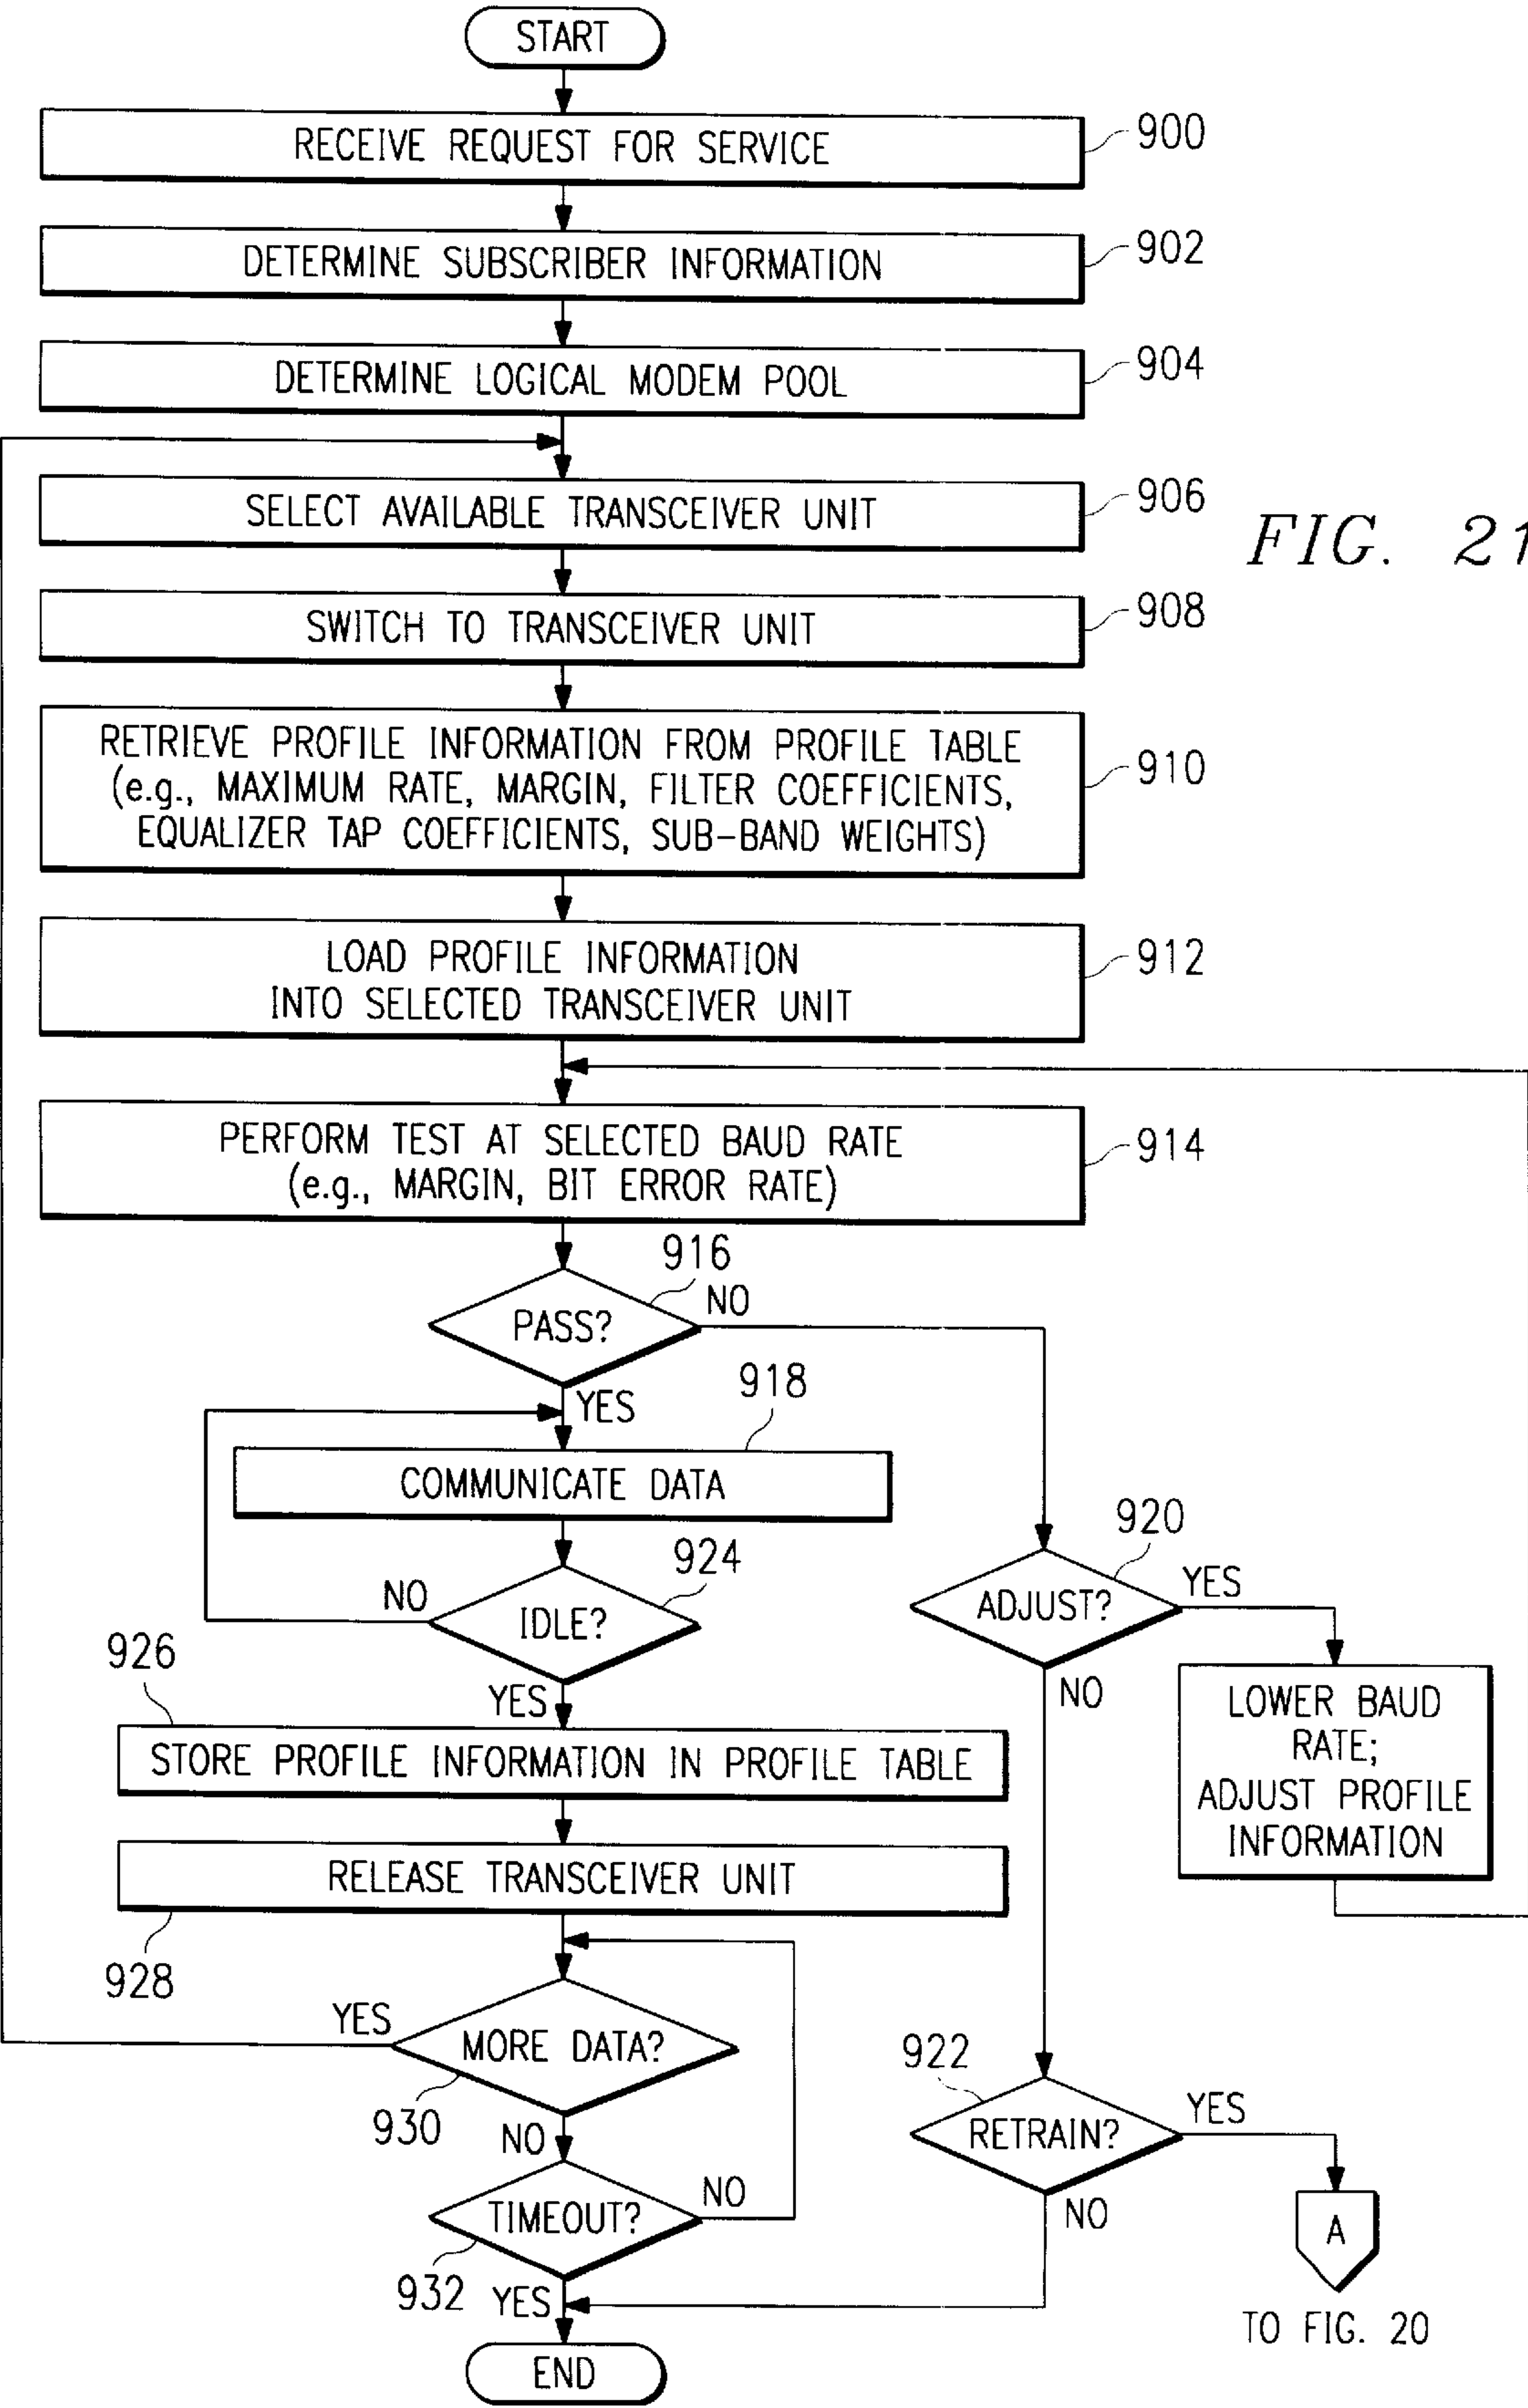 START
RECEIVE REQUEST FOR SERVICE
900
DETERMINE SUBSCRIBER INFORMATION
902
DETERMINE LOGICAL MODEM POOL
904
SELECT AVAILABLE TRANSCEIVER UNIT
906
FIG. 21
SWITCH TO TRANSCEIVER UNIT
908
RETRIEVE PROFILE INFORMATION FROM PROFILE TABLE
(e.g., MAXIMUM RATE, MARGIN, FILTER COEFFICIENTS,
EQUALIZER TAP COEFFICIENTS, SUB-BAND WEIGHTS)
910
LOAD PROFILE INFORMATION
INTO SELECTED TRANSCEIVER UNIT
912
PERFORM TEST AT SELECTED BAUD RATE
(e.g., MARGIN, BIT ERROR RATE)
914
916
PASS?
NO
YES
918
COMMUNICATE DATA
924
IDLE?
NO
YES
920
ADJUST?
YES
NO
LOWER BAUD
RATE;
ADJUST PROFILE
INFORMATION
926
STORE PROFILE INFORMATION IN PROFILE TABLE
RELEASE TRANSCEIVER UNIT
928
YES
MORE DATA?
930
NO
922
RETRAIN?
YES
NO
TIMEOUT?
NO
932
YES
A
TO FIG. 20
END